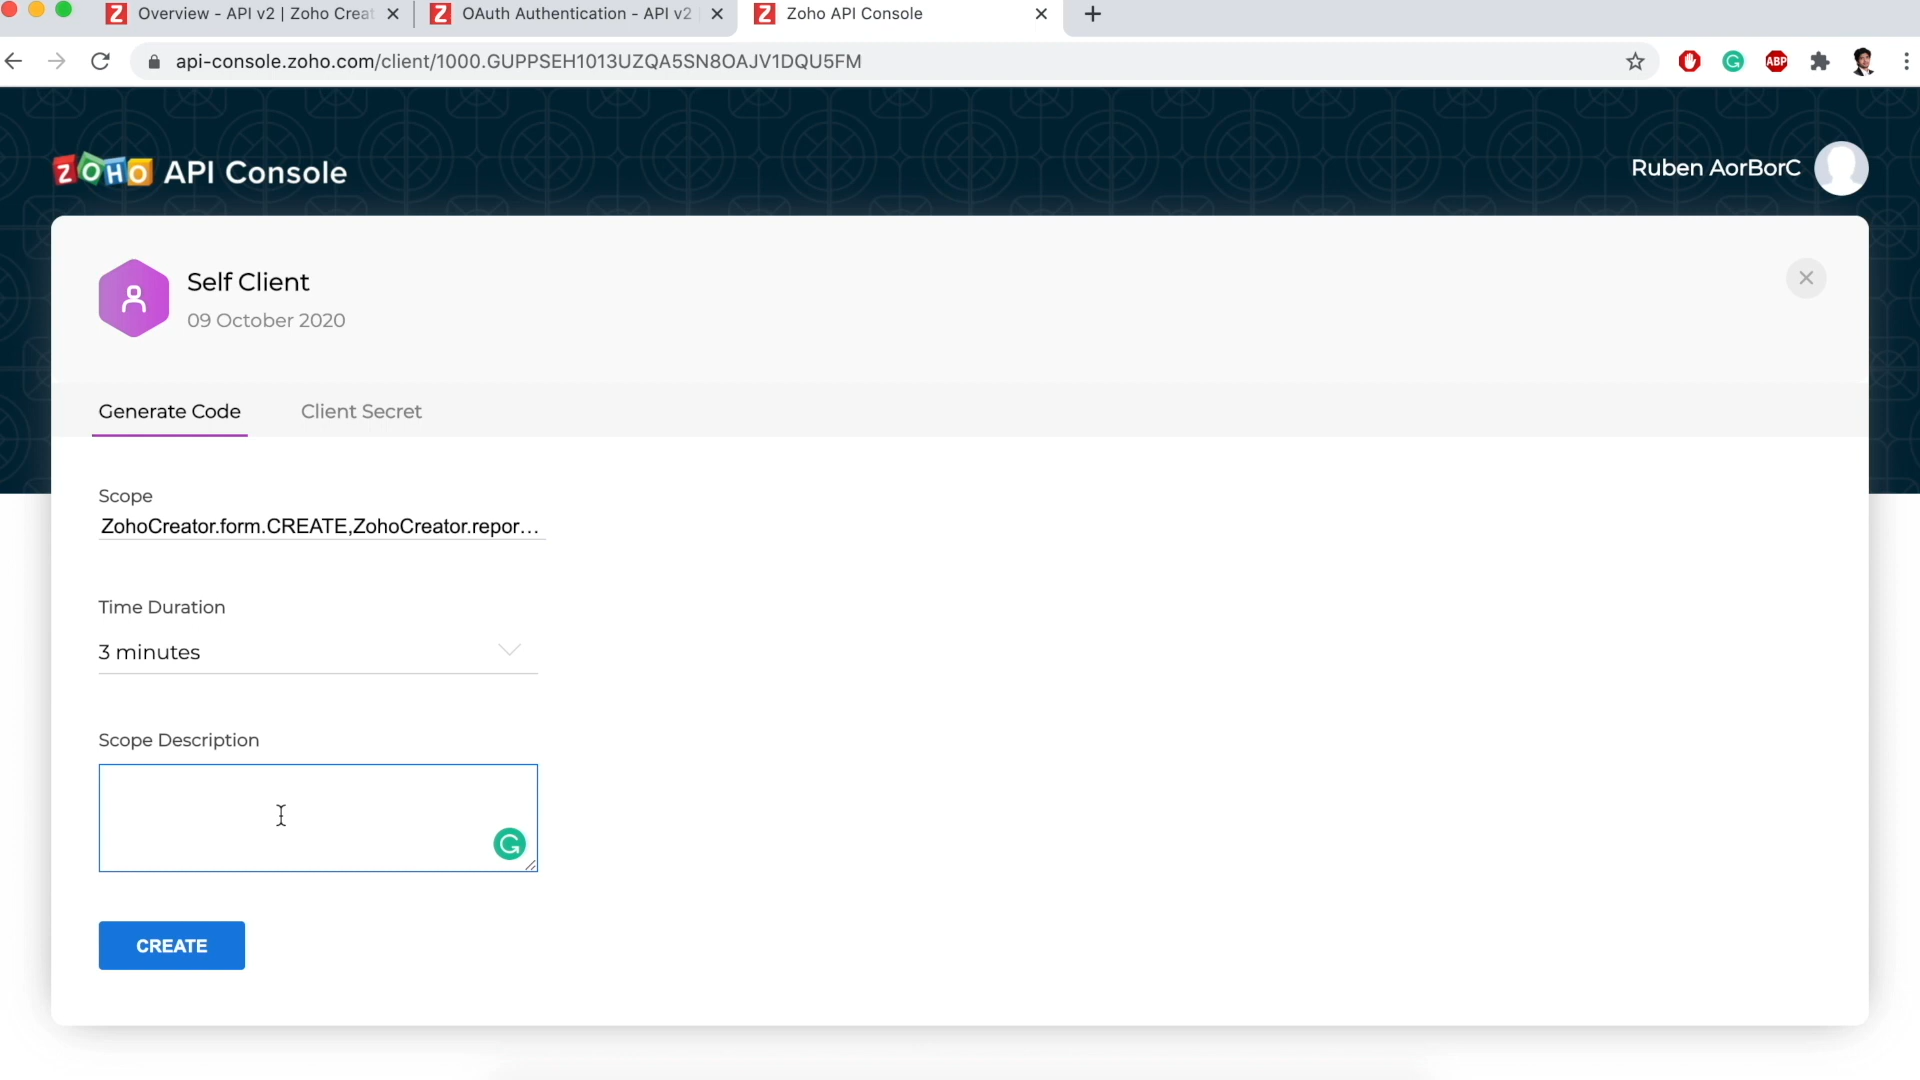 Overview - API v2 | Zoho Creat
OAuth Authentication - API v2
Zoho API Console
api-console.zoho.com/client/1000.GUPPSEH1013UZQA5SN8OAJV1DQU5FM
ABP
ZOHO API Console
Ruben AorBorC
Self Client
09 October 2020
Generate Code
Client Secret
Scope
ZohoCreator.form.CREATE,ZohoCreator.repor...
Time Duration
3 minutes
Scope Description
CREATE